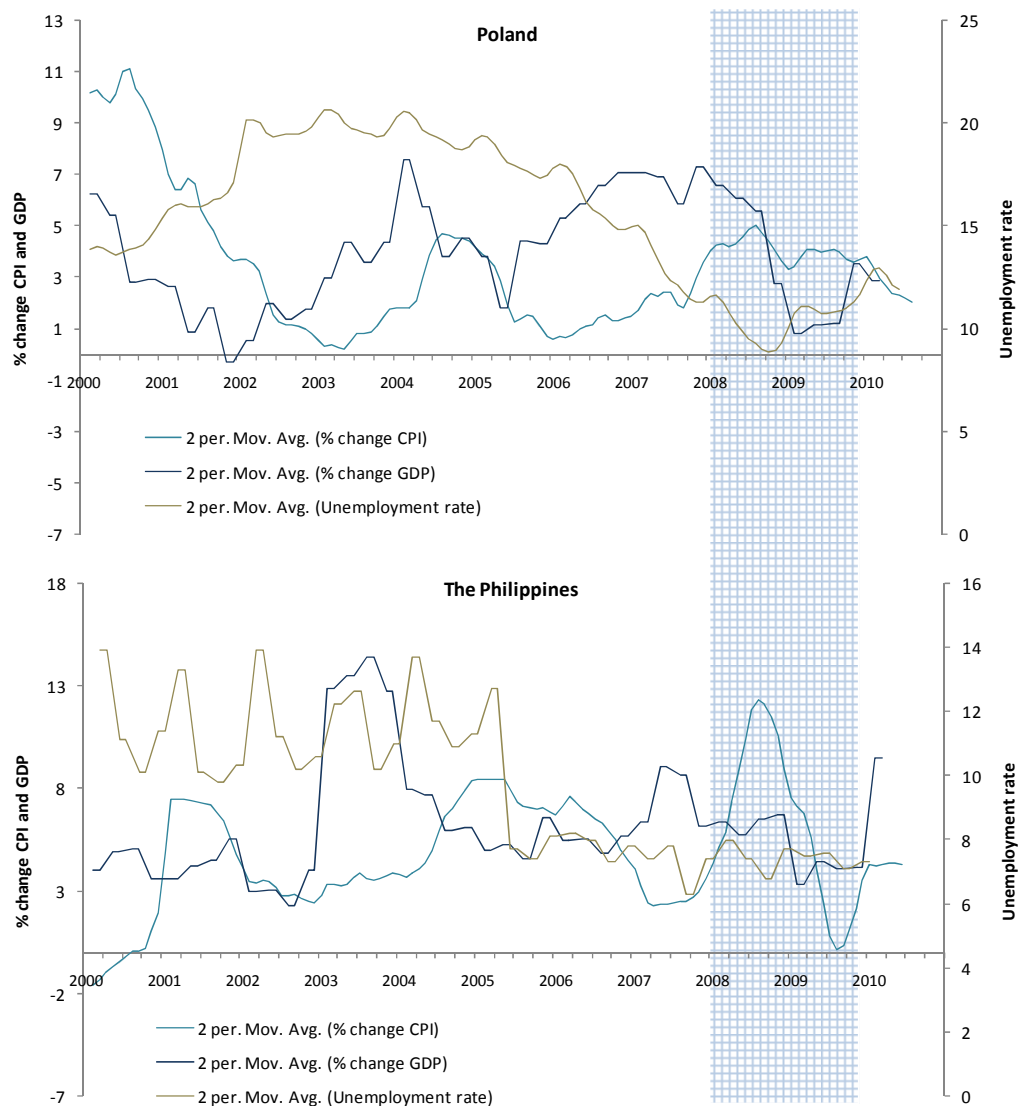 Poland
13
11
9
7
5
3
1
-1
-3
-5
-7
% change CPI and GDP
25
20
15
10
5
0
Unemployment rate
2000 2001 2002 2003 2004 2005 2006 2007 2008 2009 2010
2 per. Mov. Avg. (% change CPI)
2 per. Mov. Avg. (% change GDP)
2 per. Mov. Avg. (Unemployment rate)
The Philippines
18
13
8
3
-2
-7
% change CPI and GDP
16
14
12
10
8
6
4
2
0
Unemployment rate
2000 2001 2002 2003 2004 2005 2006 2007 2008 2009 2010
2 per. Mov. Avg. (% change CPI)
2 per. Mov. Avg. (% change GDP)
2 per. Mov. Avg. (Unemployment rate)